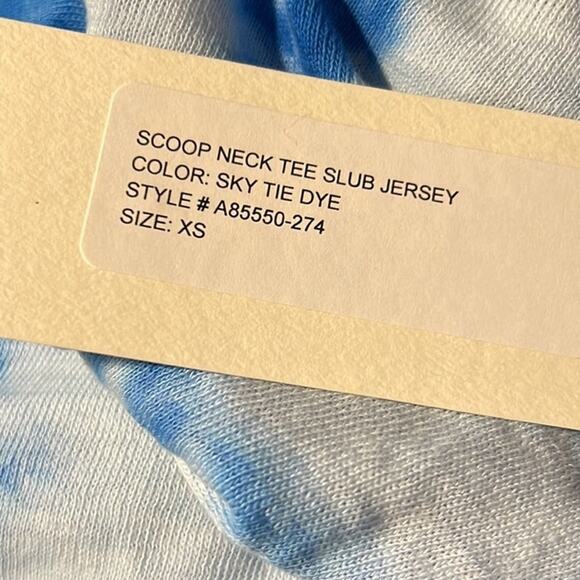 SCOOP NECK TEE SLUB JERSEY
COLOR: SKY TIE DYE
STYLE # A85550-274
SIZE: XS